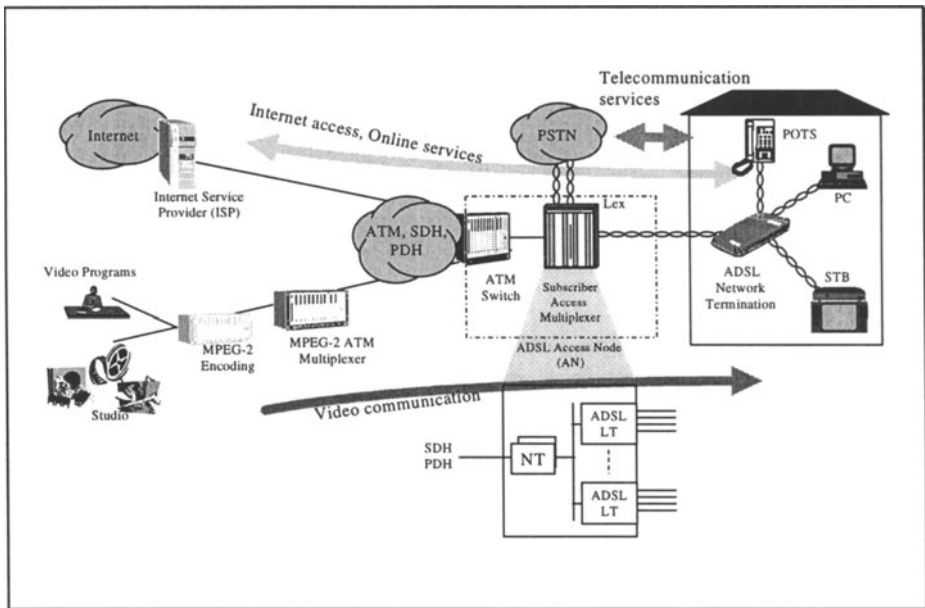 Telecommunication
services
Internet
Internet access, Online services
PSTN
POTS
PC
Internet Service
Provider (ISP)
Lex
ATM, SDH,
PDH
ATM
Switch
Subscriber
Access
Multiplexer
ADSL
Network
Termination
STB
Video Programs
MPEG-2
Encoding
MPEG-2 ATM
Multiplexer
ADSL Access Node
(AN)
Studio
Video communication
SDH
PDH
NT
ADSL
LT
ADSL
LT